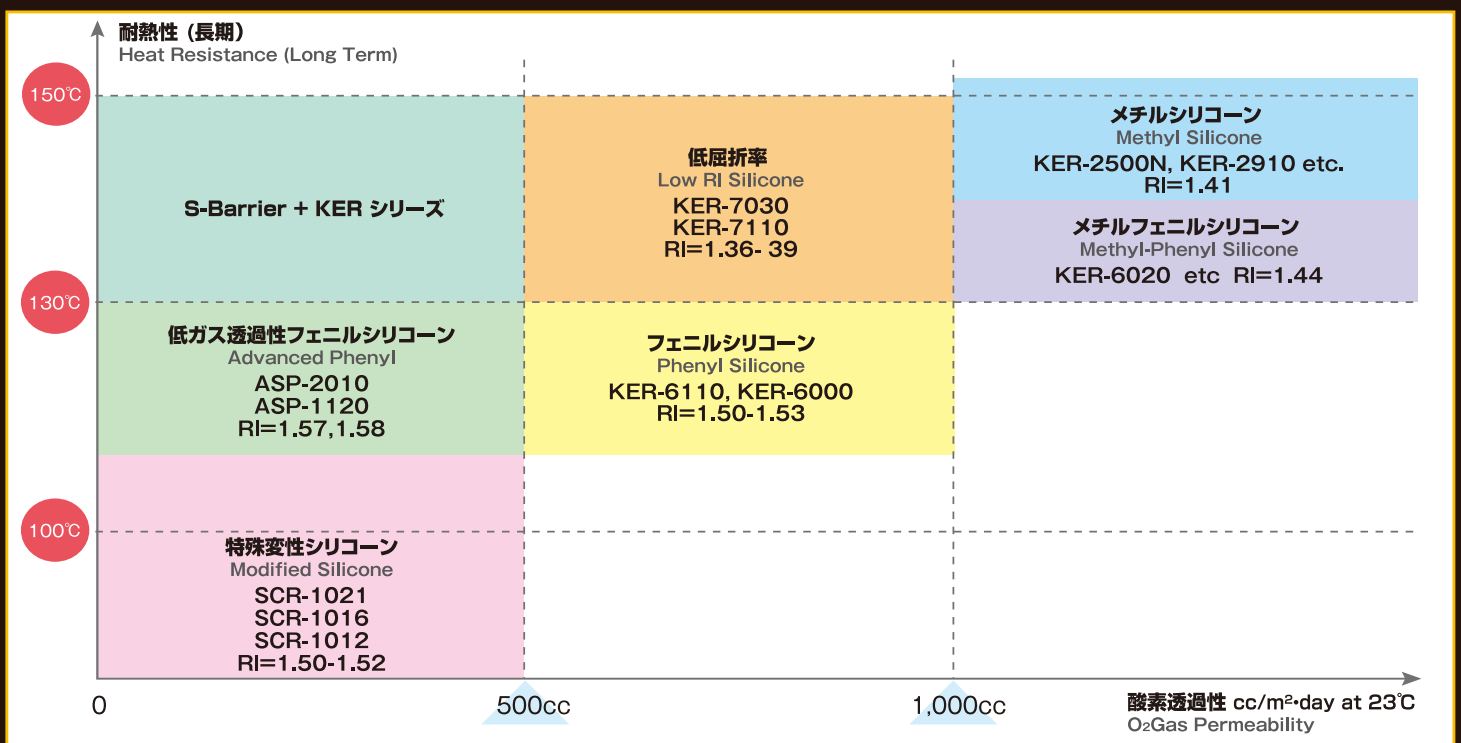 耐熱性 (長期)
Heat Resistance (Long Term)
150℃
130℃
100℃
S-Barrier + KER シリーズ
低屈折率
Low RI Silicone
KER-7030
KER-7110
RI=1.36- 39
メチルシリコーン
Methyl Silicone
KER-2500N, KER-2910 etc.
RI=1.41
メチルフェニルシリコーン
Methyl-Phenyl Silicone
KER-6020 etc RI=1.44
低ガス透過性フェニルシリコーン
Advanced Phenyl
ASP-2010
ASP-1120
RI=1.57,1.58
フェニルシリコーン
Phenyl Silicone
KER-6110, KER-6000
RI=1.50-1.53
特殊変性シリコーン
Modified Silicone
SCR-1021
SCR-1016
SCR-1012
RI=1.50-1.52
0
500cc
1,000cc
酸素透過性 cc/m²•day at 23℃
O₂Gas Permeability